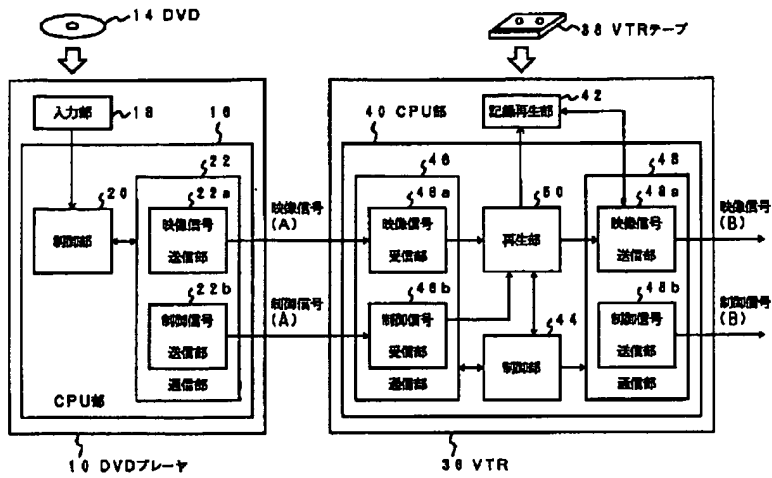 14 DVD
38 VTRテープ
入力部
18
16
42
記録再生部
40 CPU部
22
46
48
20
22a
46a
50
48a
制御部
映像信号
送信部
映像信号
(A)
映像信号
受信部
再生部
映像信号
送信部
映像信号
(B)
22b
46b
44
48b
制御信号
送信部
制御信号
(A)
制御信号
受信部
制御部
制御信号
送信部
制御信号
(B)
通信部
通信部
通信部
CPU部
10 DVDプレーヤ
36 VTR